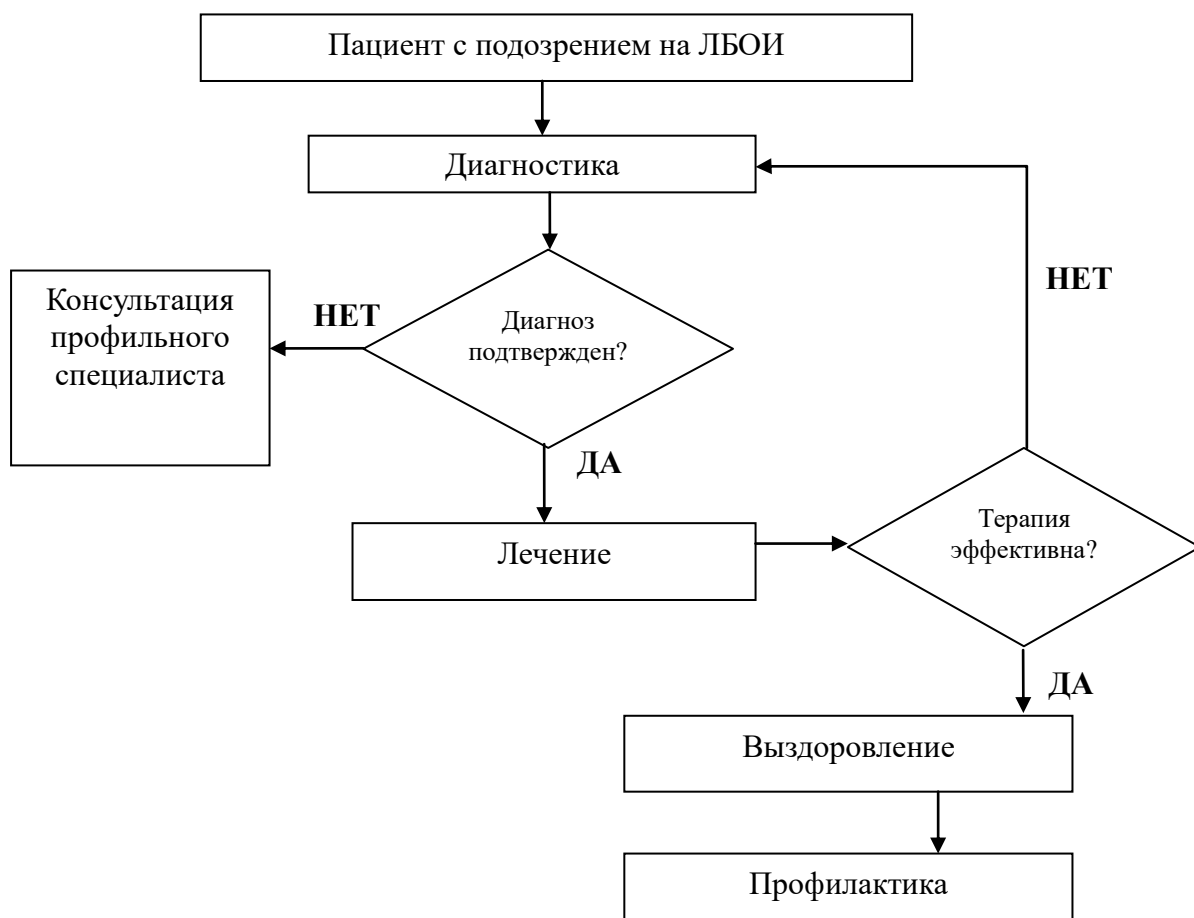 Пациент с подозрением на ЛБОИ
Диагностика
НЕТ
Консультация
профильного
специалиста
НЕТ
Диагноз
подтвержден?
ДА
Терапия
эффективна?
Лечение
ДА
Выздоровление
Профилактика